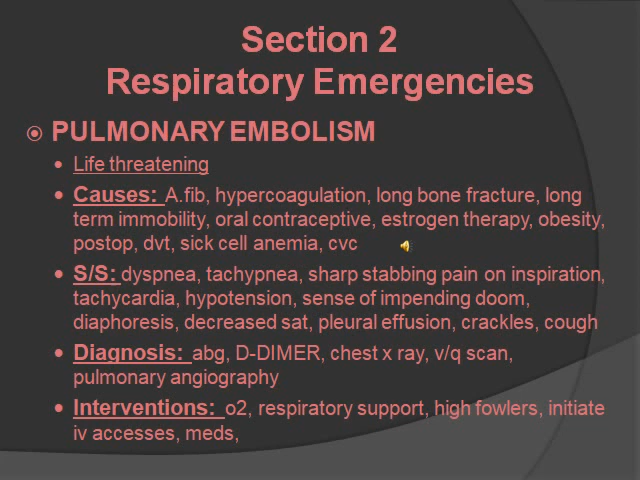 Section 2
Respiratory Emergencies
PULMONARY EMBOLISM
Life threatening
Causes: A.fib, hypercoagulation, long bone fracture, long
term immobility, oral contraceptive, estrogen therapy, obesity,
postop, dvt, sick cell anemia, cvc
S/S: dyspnea, tachypnea, sharp stabbing pain on inspiration,
tachycardia, hypotension, sense of impending doom,
diaphoresis, decreased sat, pleural effusion, crackles, cough
Diagnosis: abg, D-DIMER, chest x ray, v/q scan,
pulmonary angiography
Interventions: o2, respiratory support, high fowlers, initiate
iv accesses, meds,